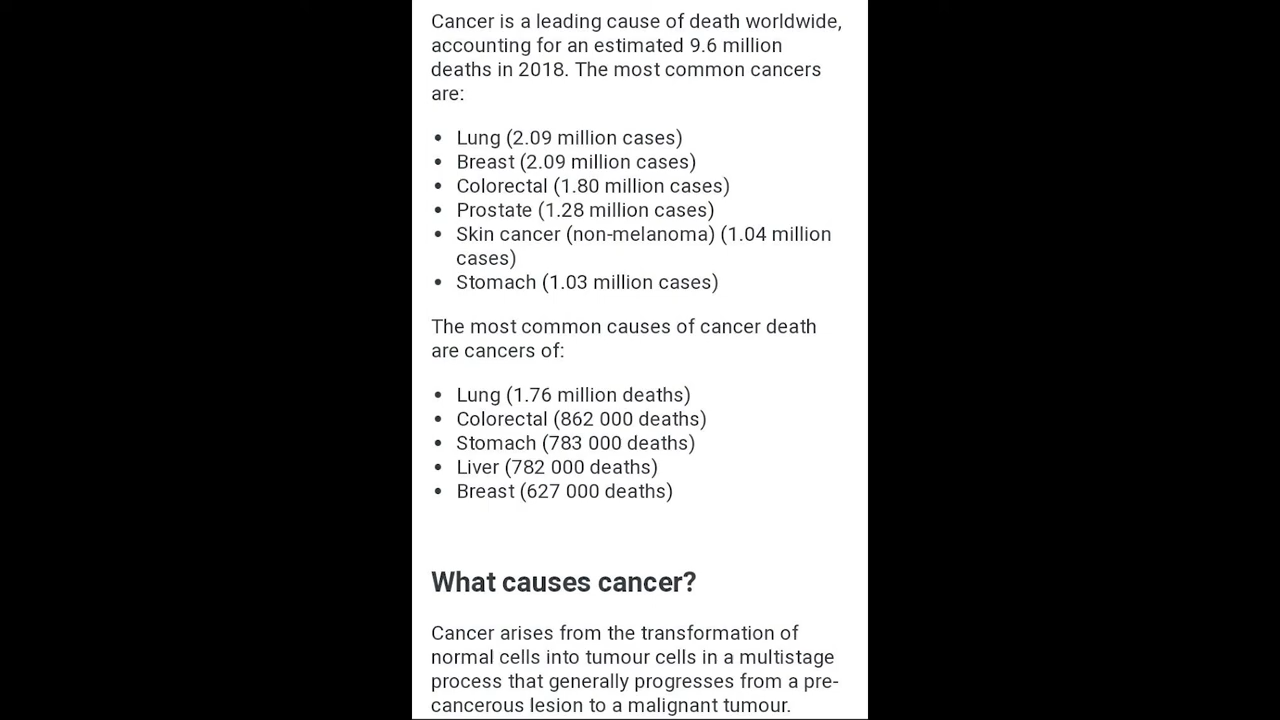 Cancer is a leading cause of death worldwide,
accounting for an estimated 9.6 million
deaths in 2018. The most common cancers
are:
• Lung (2.09 million cases)
• Breast (2.09 million cases)
• Colorectal (1.80 million cases)
• Prostate (1.28 million cases)
• Skin cancer (non-melanoma) (1.04 million
cases)
• Stomach (1.03 million cases)
The most common causes of cancer death
are cancers of:
• Lung (1.76 million deaths)
• Colorectal (862 000 deaths)
• Stomach (783 000 deaths)
• Liver (782 000 deaths)
• Breast (627 000 deaths)
What causes cancer?
Cancer arises from the transformation of
normal cells into tumour cells in a multistage
process that generally progresses from a pre-
cancerous lesion to a malignant tumour.